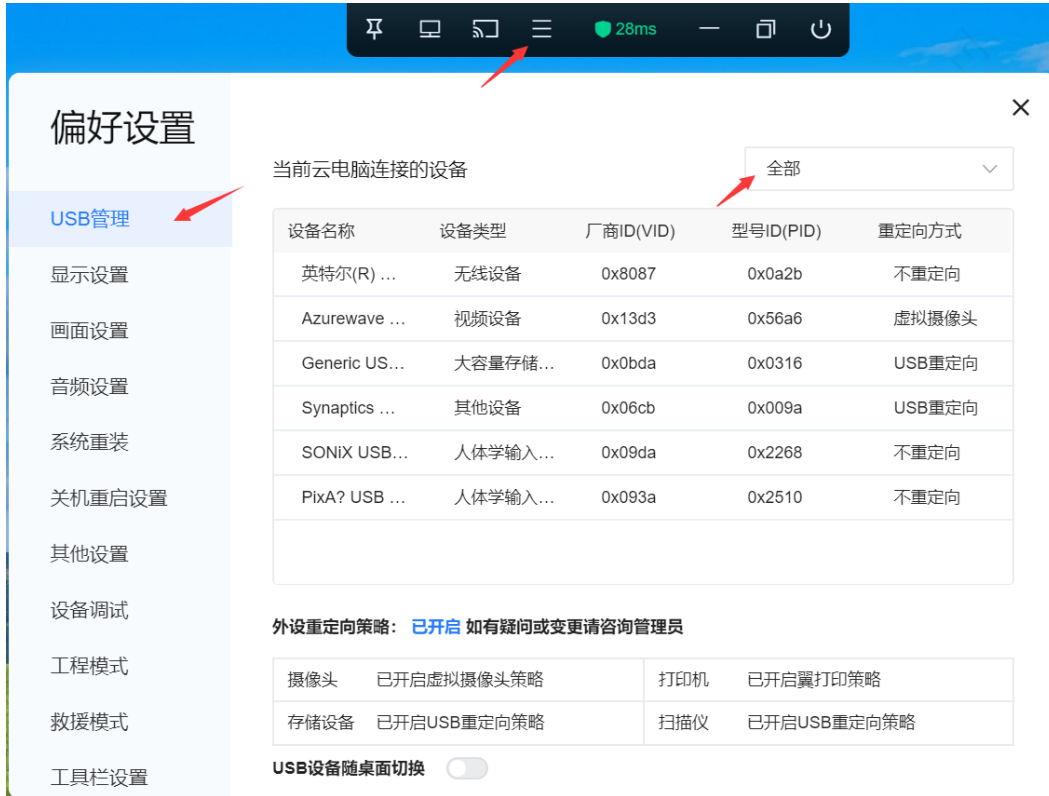 28ms
偏好设置
USB管理
显示设置
画面设置
音频设置
系统重装
关机重启设置
其他设置
设备调试
工程模式
救援模式
工具栏设置
当前云电脑连接的设备 全部
设备名称 设备类型 厂商ID(VID) 型号ID(PID) 重定向方式
英特尔(R) ... 无线设备 0x8087 0x0a2b 不重定向
Azurewave ... 视频设备 0x13d3 0x56a6 虚拟摄像头
Generic US... 大容量存储... 0x0bda 0x0316 USB重定向
Synaptics ... 其他设备 0x06cb 0x009a USB重定向
SONiX USB... 人体学输入... 0x09da 0x2268 不重定向
PixA? USB ... 人体学输入... 0x093a 0x2510 不重定向
外设重定向策略： 已开启 如有疑问或变更请咨询管理员
摄像头 已开启虚拟摄像头策略 打印机 已开启翼打印策略
存储设备 已开启USB重定向策略 扫描仪 已开启USB重定向策略
USB设备随桌面切换